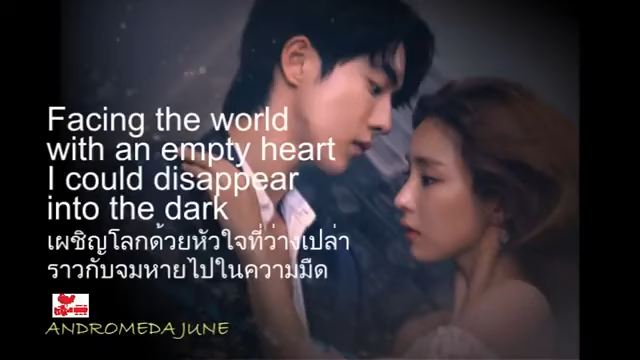 Facing the world
with an empty heart
I could disappear
into the dark
เผชิญโลกด้วยหัวใจที่ว่างเปล่า
ราวกับจมหายไปในความมืด
ANDROMEDA JUNE